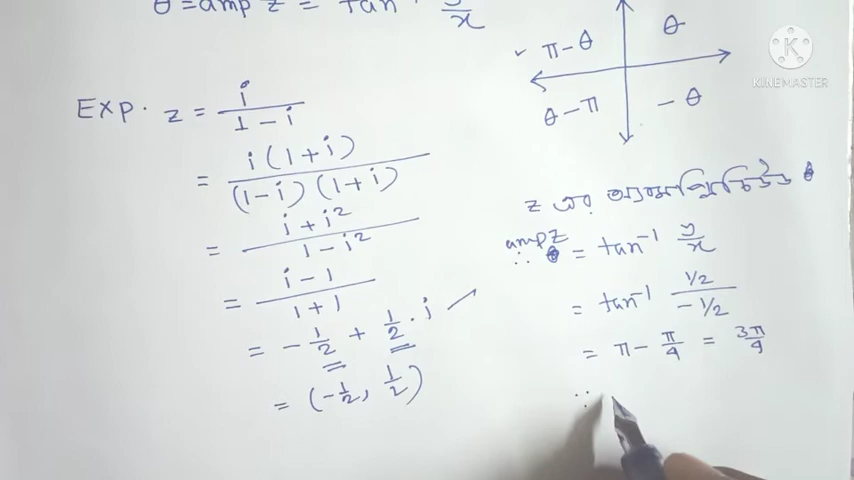 θ = amp z = tan⁻¹ y/x
π - θ
θ
θ - π
- θ
KINEMASTER
Exp. z = i / (1 - i)
= i(1+i) / (1-i)(1+i)
= (i + i²) / (1 - i²)
= (i - 1) / (1 + 1)
= - 1/2 + 1/2 . i
= (-1/2, 1/2)
z এর
amp z
∴ = tan⁻¹ y/x
= tan⁻¹ (1/2) / (-1/2)
= π - π/4 = 3π/4
∴